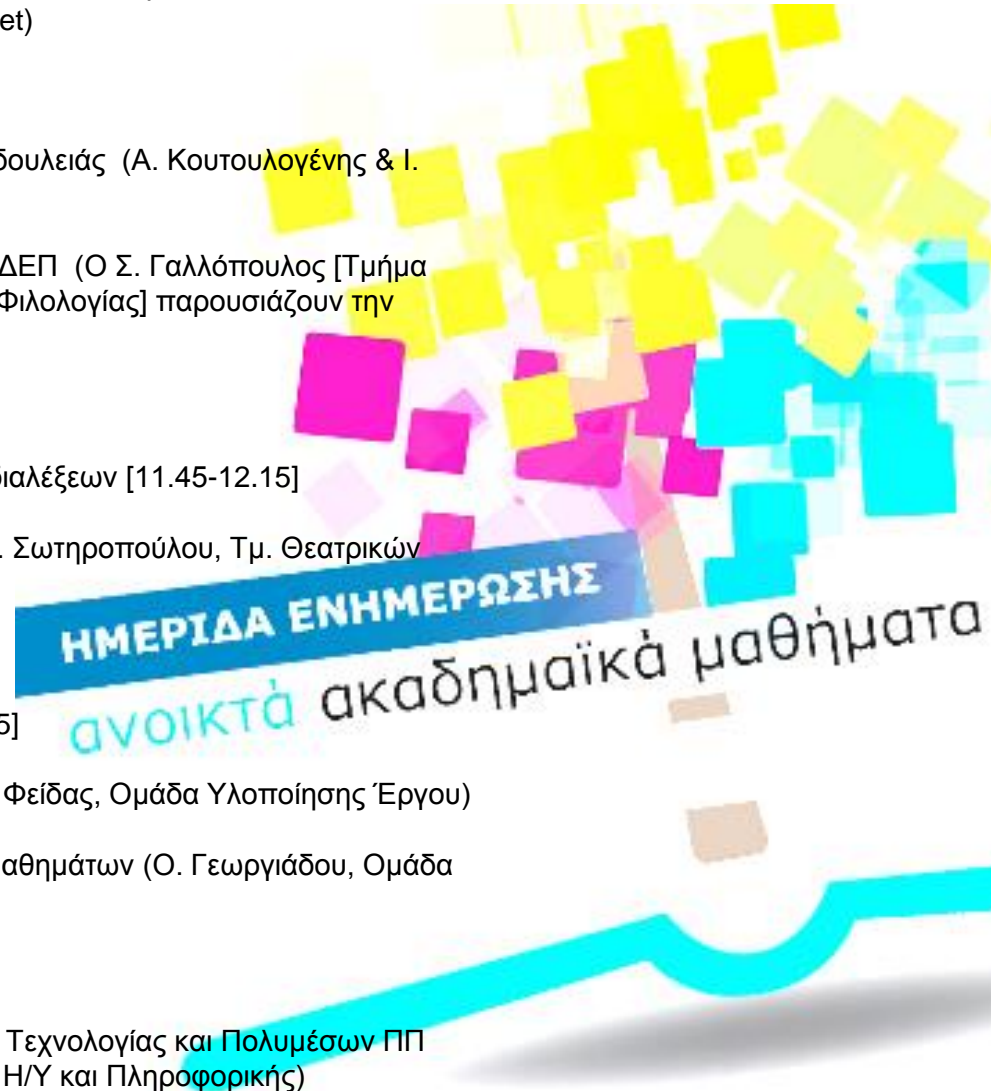 et)
δουλειάς (Α. Κουτουλογένης & Ι.
ΔΕΠ (Ο Σ. Γαλλόπουλος [Τμήμα
Φιλολογίας] παρουσιάζουν την
διαλέξεων [11.45-12.15]
. Σωτηροπούλου, Τμ. Θεατρικών
ΗΜΕΡΙΔΑ ΕΝΗΜΕΡΩΣΗΣ
ανοικτά ακαδημαϊκά μαθήματα
5]
Φείδας, Ομάδα Υλοποίησης Έργου)
αθημάτων (Ο. Γεωργιάδου, Ομάδα
Τεχνολογίας και Πολυμέσων ΠΠ
Η/Υ και Πληροφορικής)